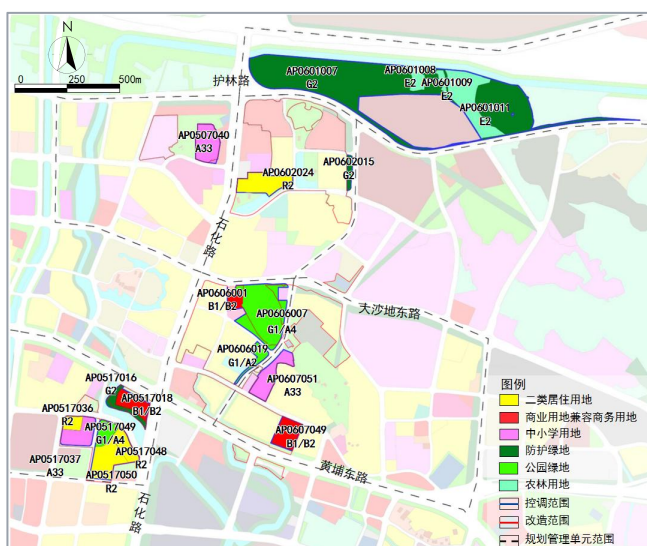 N
0 250 500m
护林路
AP0601007
G2
AP0601008
E2
AP0601009
E2
AP0601011
E2
AP0507040
A33
AP0602024
R2
AP0602015
G2
石化路
AP0606001
B1/B2
AP0606007
G1/A4
大沙地东路
AP0606019
G1/A2
AP0607051
A33
AP0517016
G2
AP0517018
B1/B2
AP0517036
R2
AP0517049
G1/A4
AP0517048
R2
AP0517037
A33
AP0517050
R2
AP0607049
B1/B2
黄埔东路
石化路
图例
二类居住用地
商业用地兼容商务用地
中小学用地
防护绿地
公园绿地
农林用地
控调范围
改造范围
规划管理单元范围